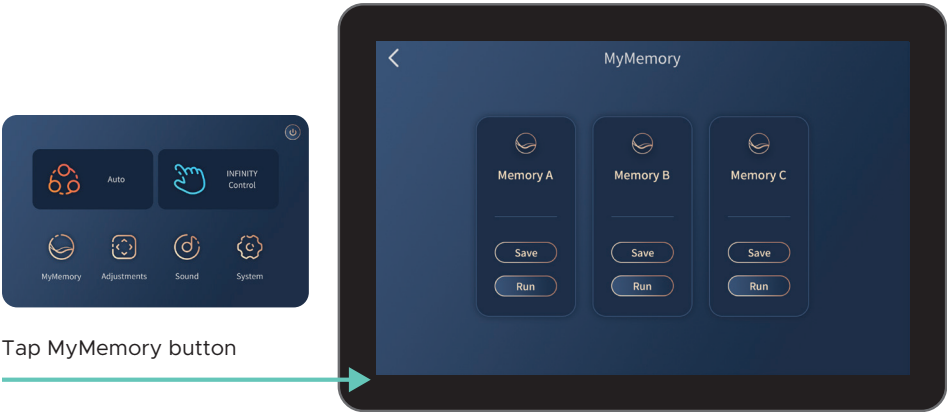 Auto
INFINITY
Control
MyMemory
Adjustments
Sound
System
Tap MyMemory button
MyMemory
Memory A
Memory B
Memory C
Save
Save
Save
Run
Run
Run